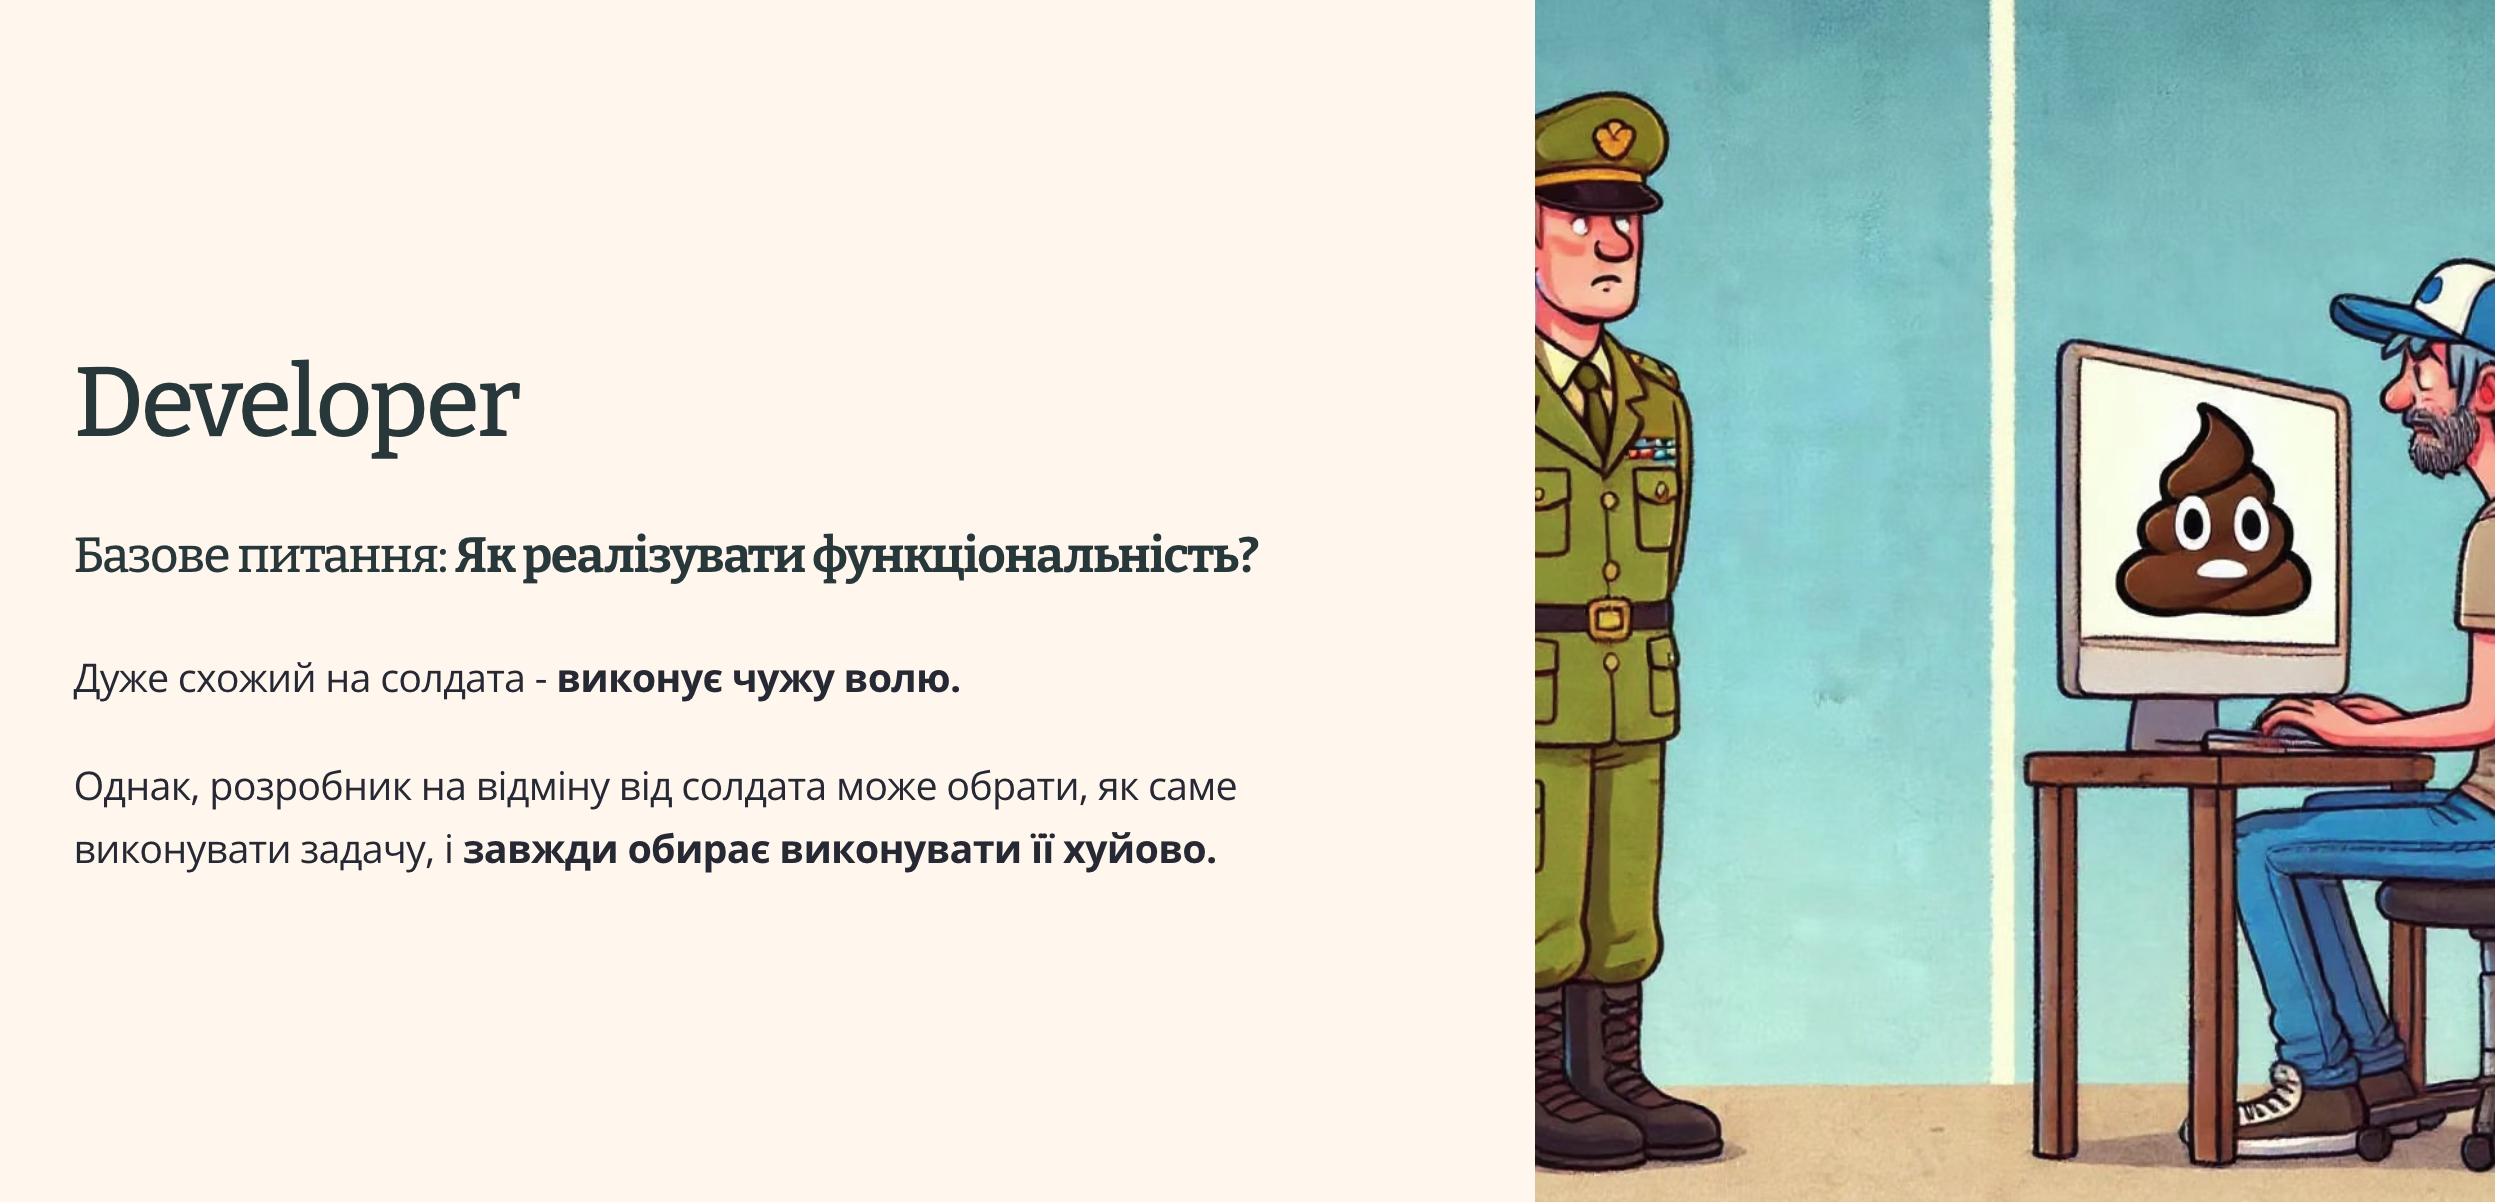 Developer
Базове питання: Як реалізувати функціональність?
Дуже схожий на солдата - виконує чужу волю.
Однак, розробник на відміну від солдата може обрати, як саме
виконувати задачу, і завжди обирає виконувати її хуйово.